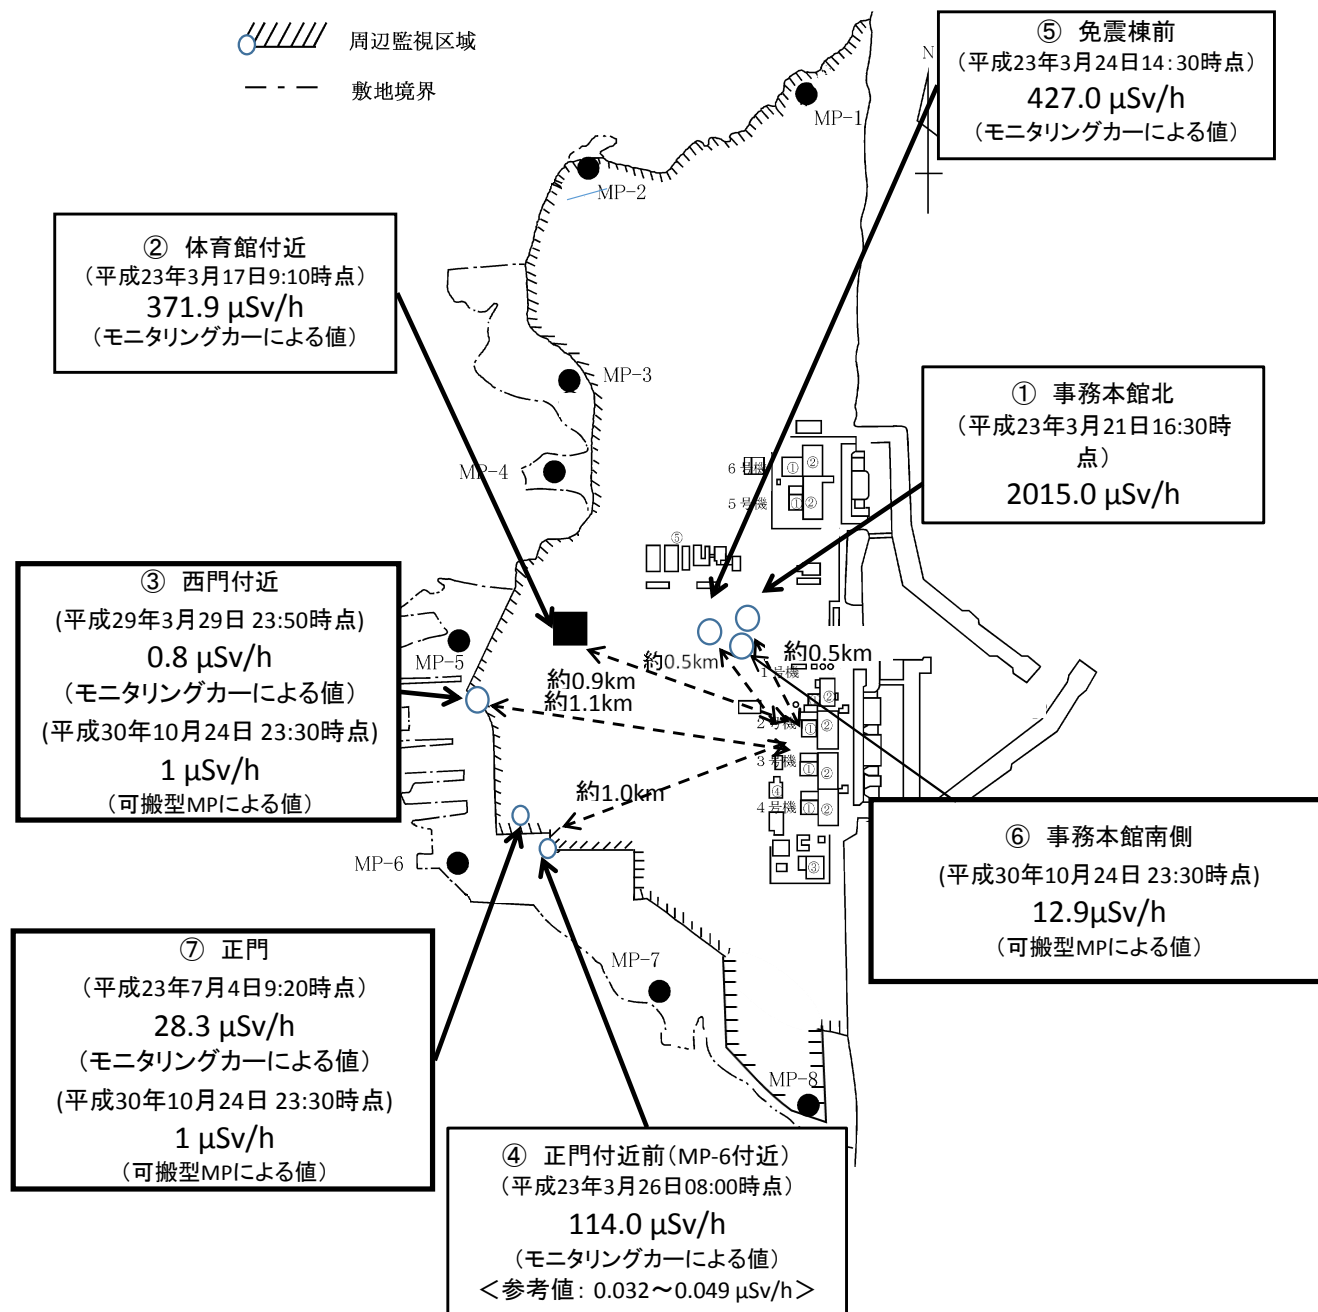 周辺監視区域
敷地境界
⑤ 免震棟前
(平成23年3月24日14:30時点)
427.0 μSv/h
(モニタリングカーによる値)
N
MP-1
MP-2
② 体育館付近
(平成23年3月17日9:10時点)
371.9 μSv/h
(モニタリングカーによる値)
MP-3
① 事務本館北
(平成23年3月21日16:30時
点)
2015.0 μSv/h
MP-4
6号機
①
②
5号機
①
②
⑤
③ 西門付近
(平成29年3月29日 23:50時点)
0.8 μSv/h
(モニタリングカーによる値)
(平成30年10月24日 23:30時点)
1 μSv/h
(可搬型MPによる値)
MP-5
約0.5km
約0.5km
約0.9km
約1.1km
1号機
②
2号機
①
②
3号機
①
②
④
約1.0km
4号機
①
②
③
MP-6
⑥ 事務本館南側
(平成30年10月24日 23:30時点)
12.9μSv/h
(可搬型MPによる値)
⑦ 正門
(平成23年7月4日9:20時点)
28.3 μSv/h
(モニタリングカーによる値)
(平成30年10月24日 23:30時点)
1 μSv/h
(可搬型MPによる値)
MP-7
MP-8
④ 正門付近前(MP-6付近)
(平成23年3月26日08:00時点)
114.0 μSv/h
(モニタリングカーによる値)
<参考値: 0.032～0.049 μSv/h>